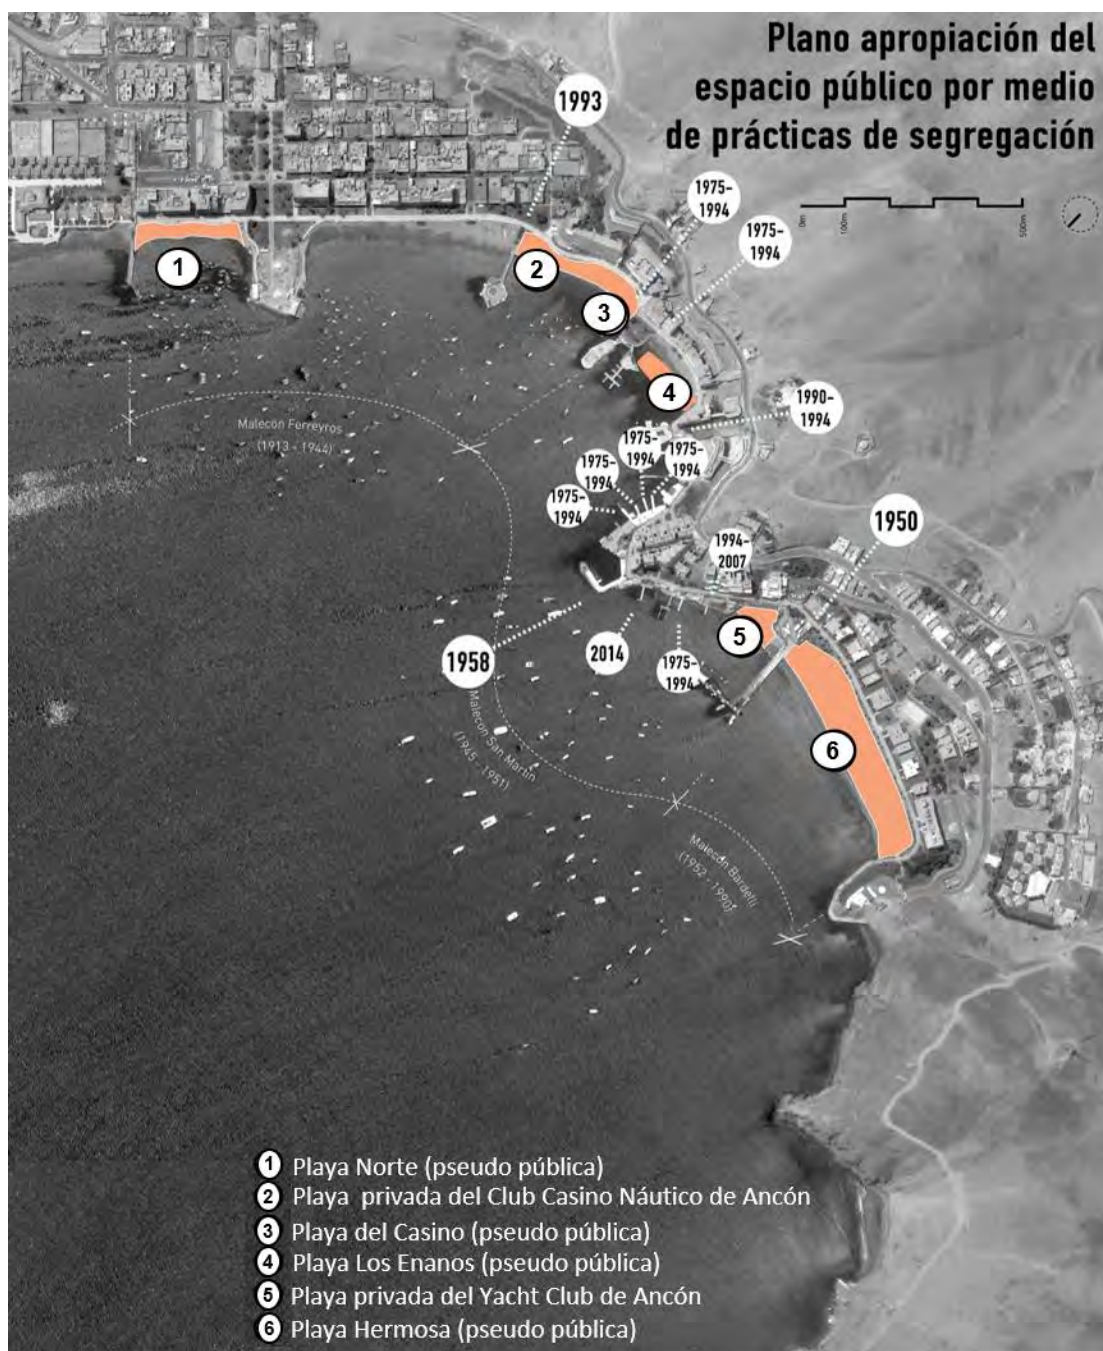 Plano apropiación del
espacio público por medio
de prácticas de segregación
1993
1975-
1994
1975-
1994
0m
100m
500m
1
2
3
4
1990-
1994
Malecón Ferreyros
(1913 - 1944)
1975-
1994
1975-
1994
1975-
1994
1975-
1994
1950
1994-
2007
5
1958
2014
1975-
1994
Malecón San Martín
(1945 - 1951)
6
Malecón Bardelli
(1952 - 1990)
1 Playa Norte (pseudo pública)
2 Playa privada del Club Casino Náutico de Ancón
3 Playa del Casino (pseudo pública)
4 Playa Los Enanos (pseudo pública)
5 Playa privada del Yacht Club de Ancón
6 Playa Hermosa (pseudo pública)